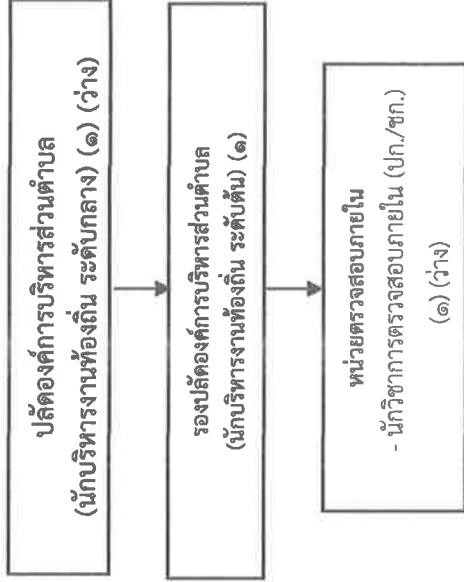 ปลัดองค์การบริหารส่วนตำบล
(นักบริหารงานท้องถิ่น ระดับกลาง) (๑) (ว่าง)
รองปลัดองค์การบริหารส่วนตำบล
(นักบริหารงานท้องถิ่น ระดับต้น) (๑)
หน่วยตรวจสอบภายใน
- นักวิชาการตรวจสอบภายใน (ปก./ชก.)
(๑) (ว่าง)